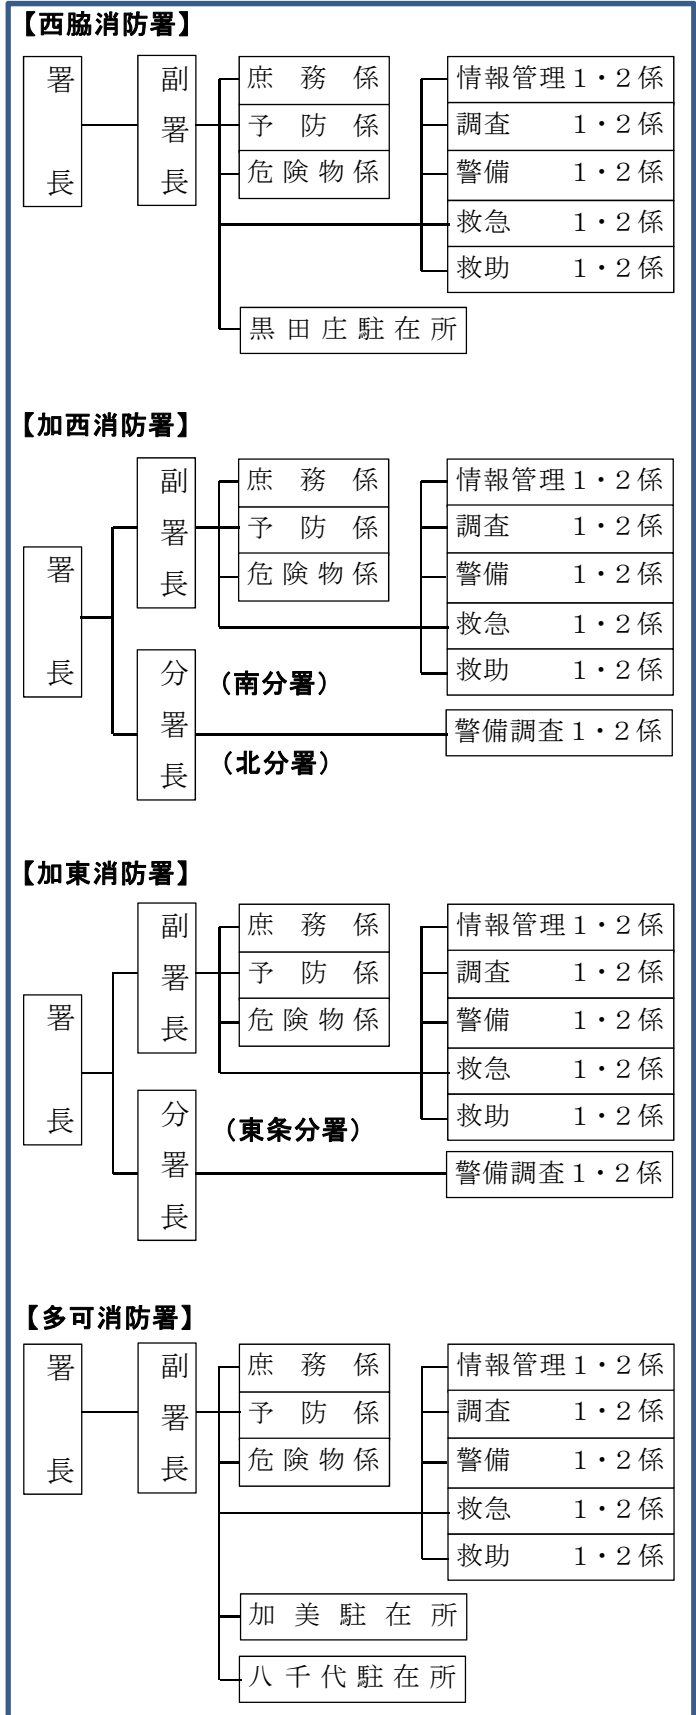 【西脇消防署】
署長
副署長
庶務係
予防係
危険物係
情報管理１・２係
調査 １・２係
警備 １・２係
救急 １・２係
救助 １・２係
黒田庄駐在所
【加西消防署】
署長
副署長
庶務係
予防係
危険物係
情報管理１・２係
調査 １・２係
警備 １・２係
救急 １・２係
救助 １・２係
分署長
（南分署）
（北分署）
警備調査１・２係
【加東消防署】
署長
副署長
庶務係
予防係
危険物係
情報管理１・２係
調査 １・２係
警備 １・２係
救急 １・２係
救助 １・２係
分署長
（東条分署）
警備調査１・２係
【多可消防署】
署長
副署長
庶務係
予防係
危険物係
情報管理１・２係
調査 １・２係
警備 １・２係
救急 １・２係
救助 １・２係
加美駐在所
八千代駐在所